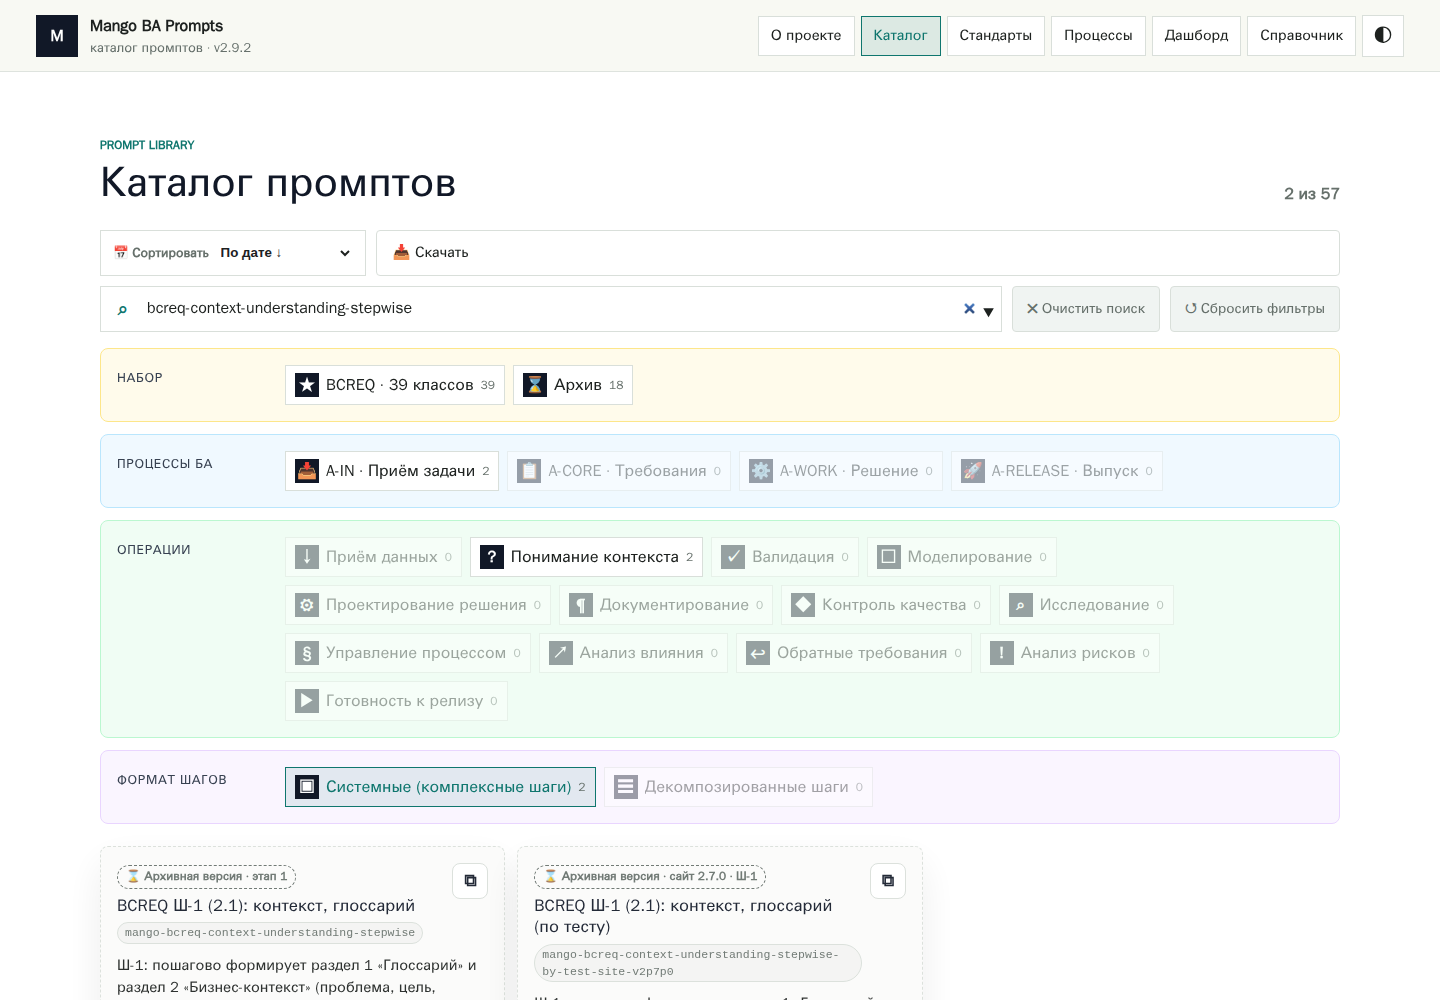 M
Mango BA Prompts
каталог промптов · v2.9.2
О проекте
Каталог
Стандарты
Процессы
Дашборд
Справочник
PROMPT LIBRARY
Каталог промптов
2 из 57
📅 Сортировать По дате ↓
📥 Скачать
bcreq-context-understanding-stepwise
✕ ▼
✕ Очистить поиск
↺ Сбросить фильтры
НАБОР
★ BCREQ · 39 классов 39
⌛ Архив 18
ПРОЦЕССЫ БА
📥 A-IN · Приём задачи 2
📋 A-CORE · Требования 0
⚙️ A-WORK · Решение 0
🚀 A-RELEASE · Выпуск 0
ОПЕРАЦИИ
↓ Приём данных 0
? Понимание контекста 2
✓ Валидация 0
□ Моделирование 0
⚙ Проектирование решения 0
¶ Документирование 0
◆ Контроль качества 0
⌕ Исследование 0
§ Управление процессом 0
↗ Анализ влияния 0
↩ Обратные требования 0
! Анализ рисков 0
▶ Готовность к релизу 0
ФОРМАТ ШАГОВ
▣ Системные (комплексные шаги) 2
☰ Декомпозированные шаги 0
⌛ Архивная версия · этап 1
BCREQ Ш-1 (2.1): контекст, глоссарий
mango-bcreq-context-understanding-stepwise
Ш-1: пошагово формирует раздел 1 «Глоссарий» и
раздел 2 «Бизнес-контекст» (проблема, цель,
⌛ Архивная версия · сайт 2.7.0 · Ш-1
BCREQ Ш-1 (2.1): контекст, глоссарий
(по тесту)
mango-bcreq-context-understanding-stepwise-
by-test-site-v2p7p0